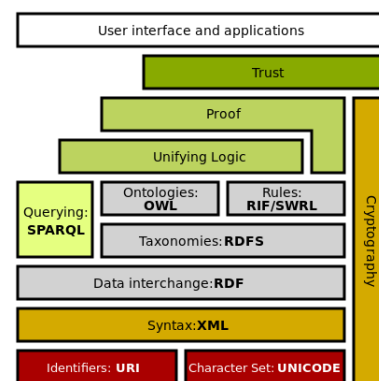 User interface and applications
Trust
Proof
Unifying Logic
Querying:
SPARQL
Ontologies:
OWL
Rules:
RIF/SWRL
Taxonomies:RDFS
Cryptography
Data interchange:RDF
Syntax:XML
Identifiers: URI
Character Set: UNICODE